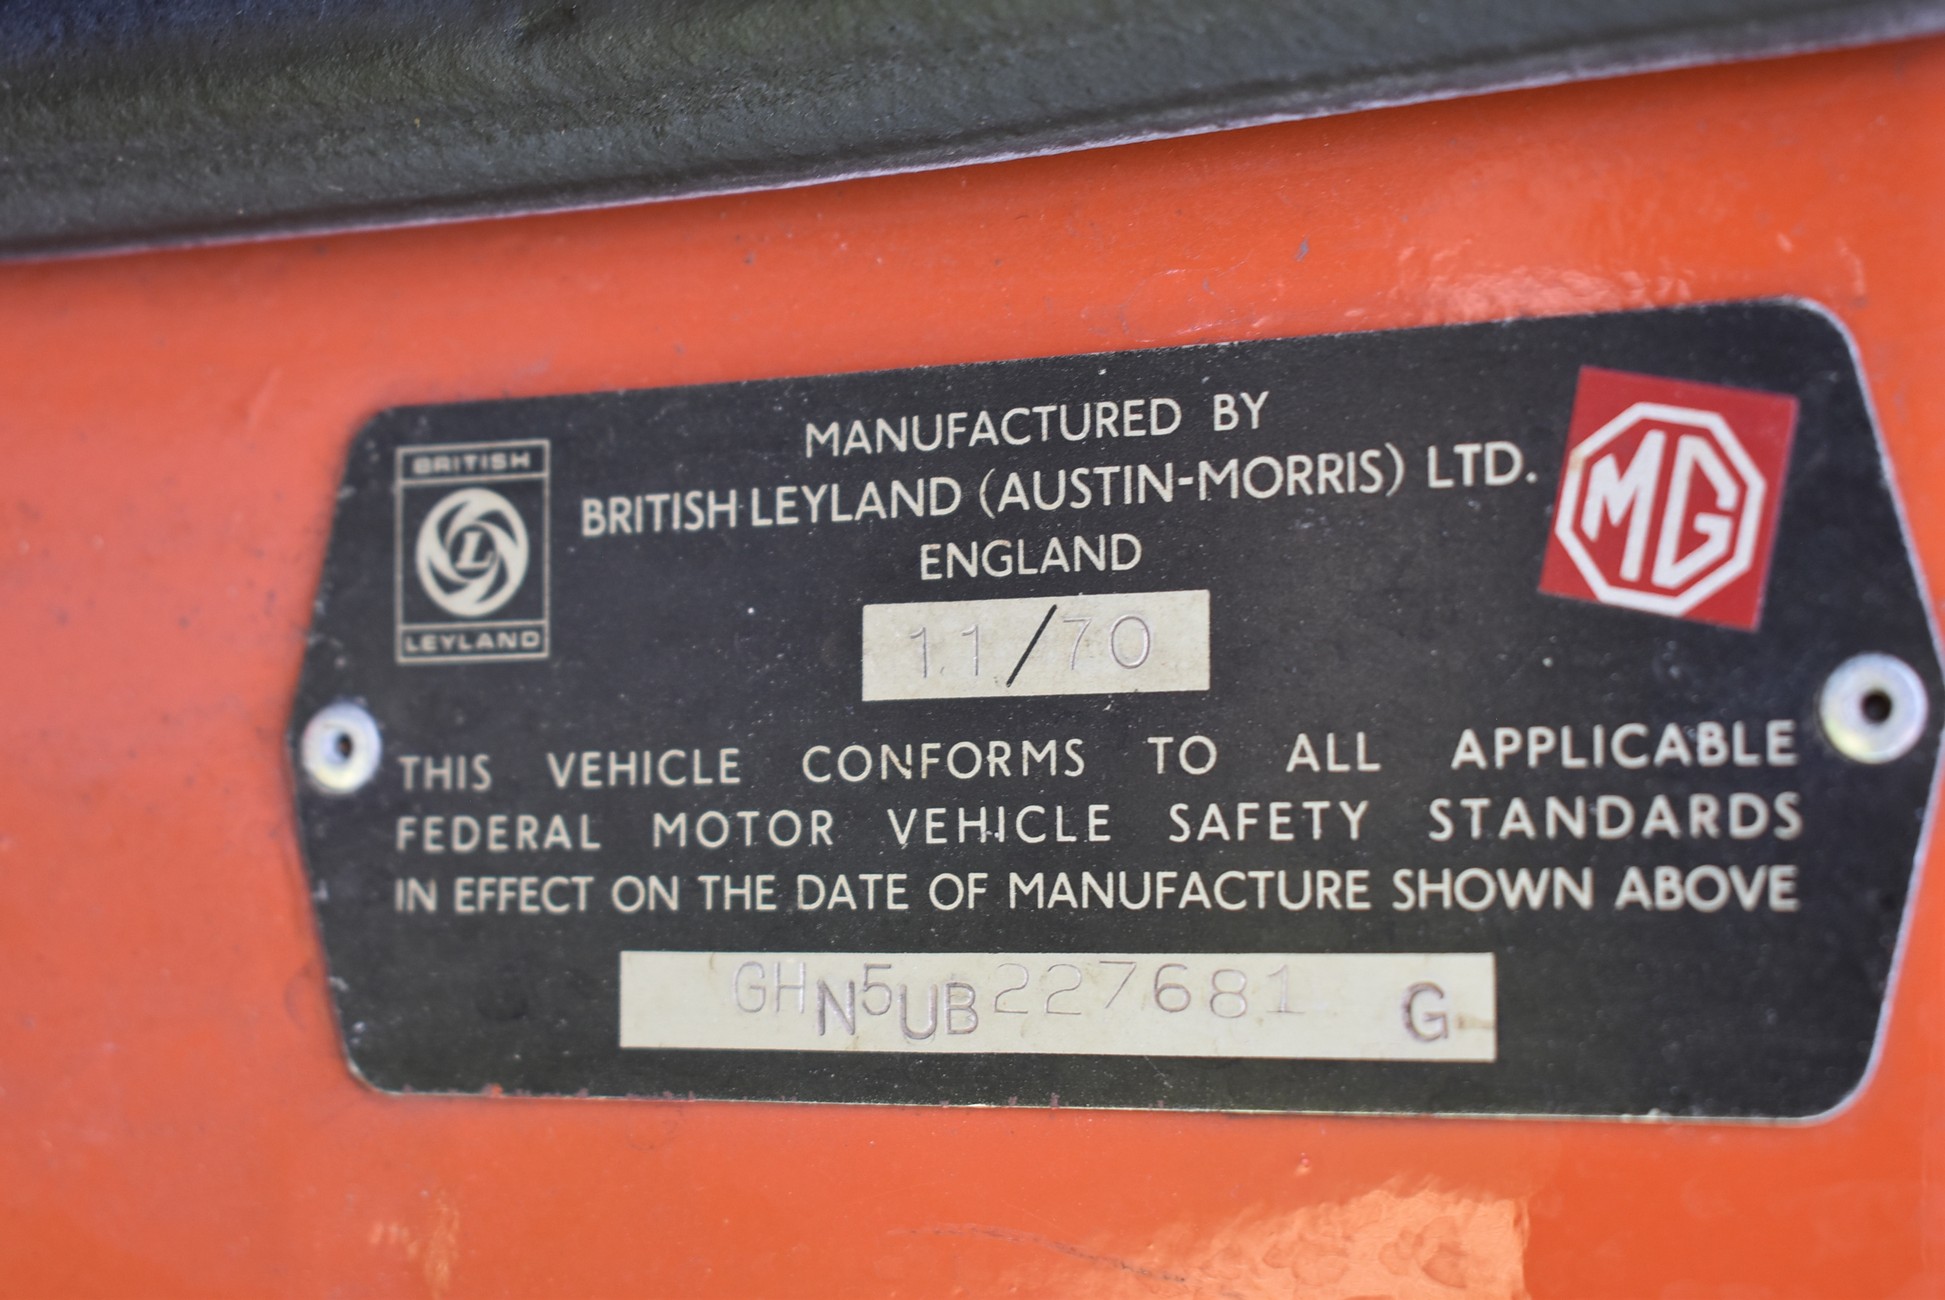 MANUFACTURED BY
BRITISH LEYLAND (AUSTIN-MORRIS) LTD.
ENGLAND
BRITISH
L
LEYLAND
MG
11/70
THIS VEHICLE CONFORMS TO ALL APPLICABLE
FEDERAL MOTOR VEHICLE SAFETY STANDARDS
IN EFFECT ON THE DATE OF MANUFACTURE SHOWN ABOVE
GHN5UB227681 G